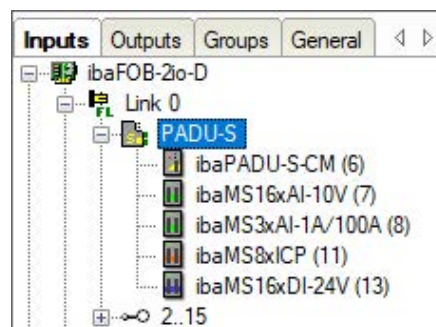 Inputs Outputs Groups General
ibaFOB-2io-D
Link 0
PADU-S
ibaPADU-S-CM (6)
ibaMS16xAI-10V (7)
ibaMS3xAI-1A/100A (8)
ibaMS8xICP (11)
ibaMS16xDI-24V (13)
2..15